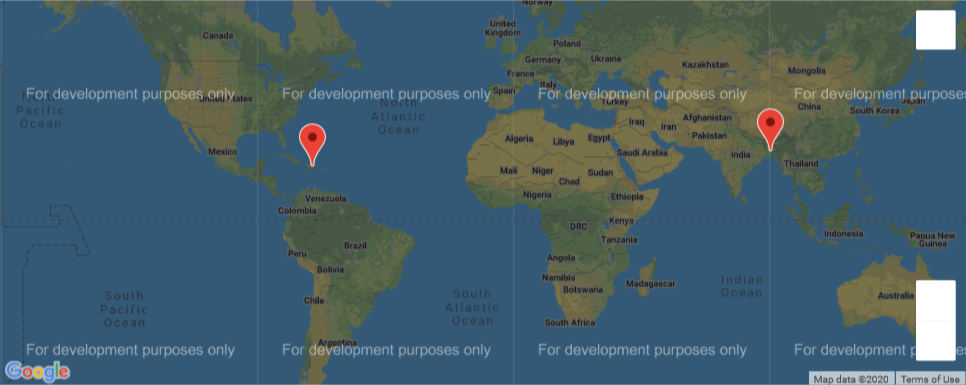 Norway
Canada
United
Kingdom
Poland
Germany
Ukraine
France
Kazakhstan
Mongolia
Italy
Spain
For development purposes only
For development purposes only
For development purposes only
For development purposes
United States
Turkey
China
Japan
South Korea
Pacific
Ocean
North
Atlantic
Ocean
Iraq
Iran
Afghanistan
Pakistan
Algeria
Libya
Egypt
Mexico
Saudi Arabia
India
Thailand
Mali
Niger
Chad
Sudan
Nigeria
Ethiopia
Venezuela
Colombia
DRC
Kenya
Tanzania
Indonesia
Papua New
Guinea
Peru
Brazil
Bolivia
Angola
Namibia
Botswana
Madagascar
Indian
Ocean
Australia
South
Pacific
Ocean
Chile
South
Atlantic
Ocean
South Africa
Argentina
For development purposes only
For development purposes only
For development purposes only
For development p
Google
Map data ©2020
Terms of Use